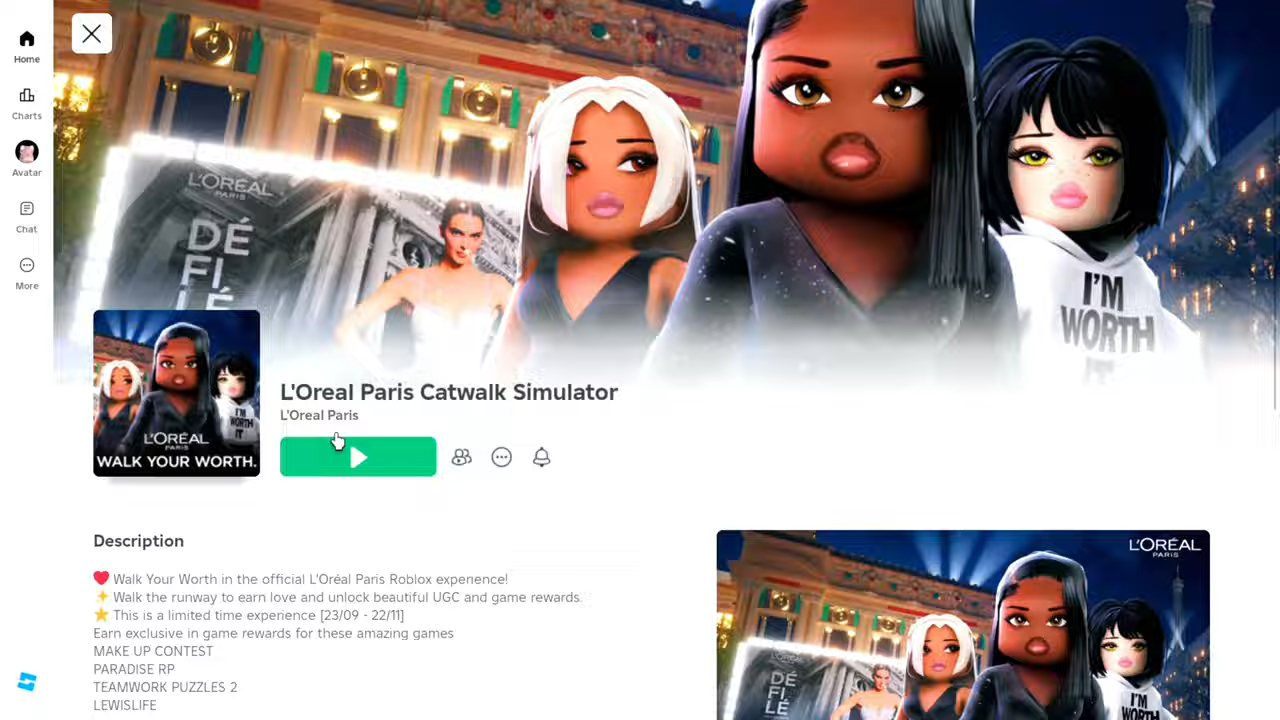 Home
Charts
Avatar
Chat
More
L'ORÉAL
PARIS
DÉ
FI
LÉ
I'M
WORTH
L'ORÉAL
PARIS
WALK YOUR WORTH.
I'M
WORTH
IT
L'Oreal Paris Catwalk Simulator
L'Oreal Paris
Description
❤️ Walk Your Worth in the official L'Oréal Paris Roblox experience!
✨ Walk the runway to earn love and unlock beautiful UGC and game rewards.
⭐ This is a limited time experience [23/09 - 22/11]
Earn exclusive in game rewards for these amazing games
MAKE UP CONTEST
PARADISE RP
TEAMWORK PUZZLES 2
LEWISLIFE
L'ORÉAL
PARIS
L'ORÉAL
DÉ
FI
LÉ
I'M
WORTH